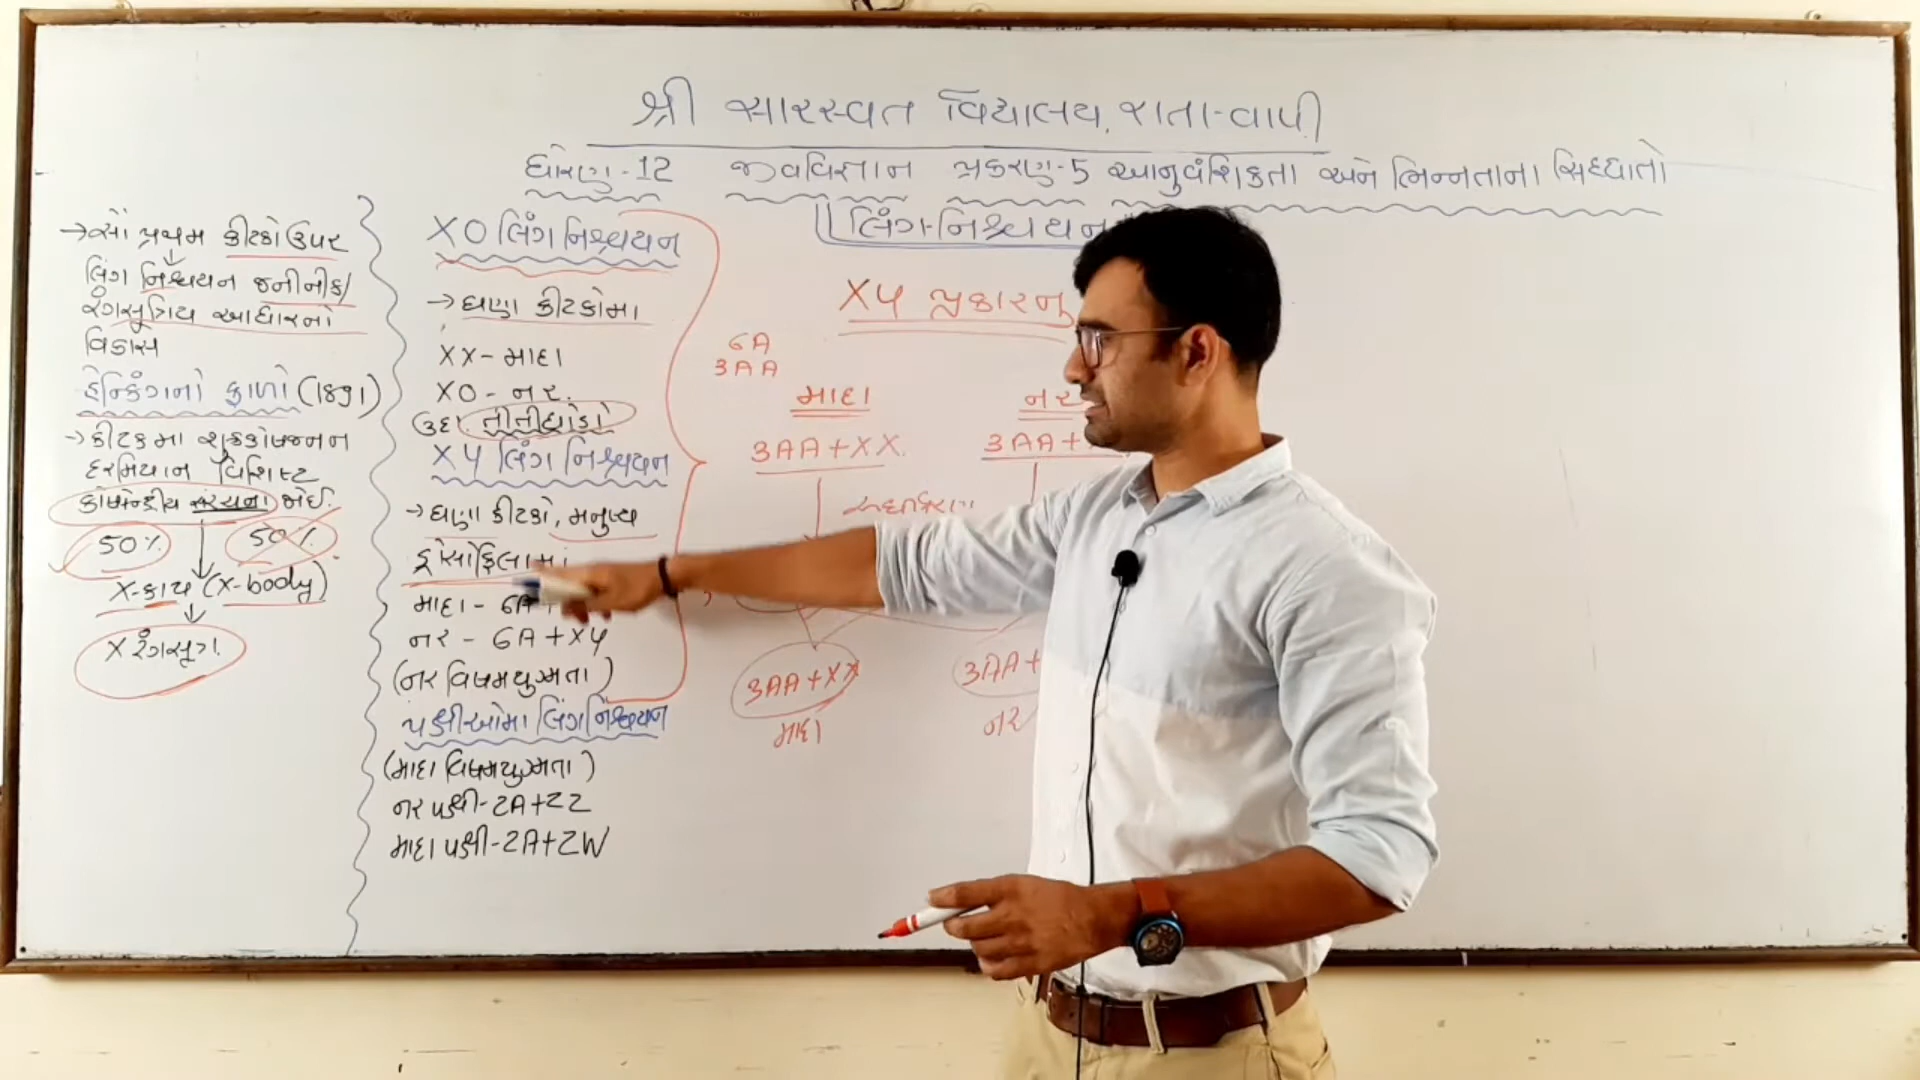 શ્રી સારસ્વત વિદ્યાલય, રાતા-વાપી
ધોરણ-12 જીવવિજ્ઞાન પ્રકરણ-5 આનુવંશિકતા અને ભિન્નતાના સિધ્ધાતો
લિંગ-નિશ્ચયન
→ સૌ પ્રથમ કીટકો ઉપર
લિંગ નિશ્ચયન જનીનીક/
રંગસૂત્રિય આધારનો
વિકાસ
હેન્કિંગનો ફાળો (1891)
→ કીટકમા શુક્રકોષજનન
દરમિયાન વિશિષ્ટ
કોષકેન્દ્રીય સંરચના જોઈ.
50% 50%
X-કાય (X-body)
X રંગસૂત્ર.
XO લિંગ નિશ્ચયન
→ ઘણા કીટકોમા
XX - માદા
XO - નર.
ઉદા. તીતીઘોડો
XY લિંગ નિશ્ચયન
→ ઘણા કીટકો, મનુષ્ય
ડ્રોસોફિલામાં
માદા - 6A+
નર - 6A+XY
(નર વિષમયુગ્મતા)
પક્ષીઓમા લિંગ નિશ્ચયન
(માદા વિષમયુગ્મતા)
નર પક્ષી - 2A+ZZ
માદા પક્ષી - 2A+ZW
XY પ્રકારનુ
6A
3AA
માદા નર
3AA+XX. 3AA+
3AA+XX 3AA+
માદા નર